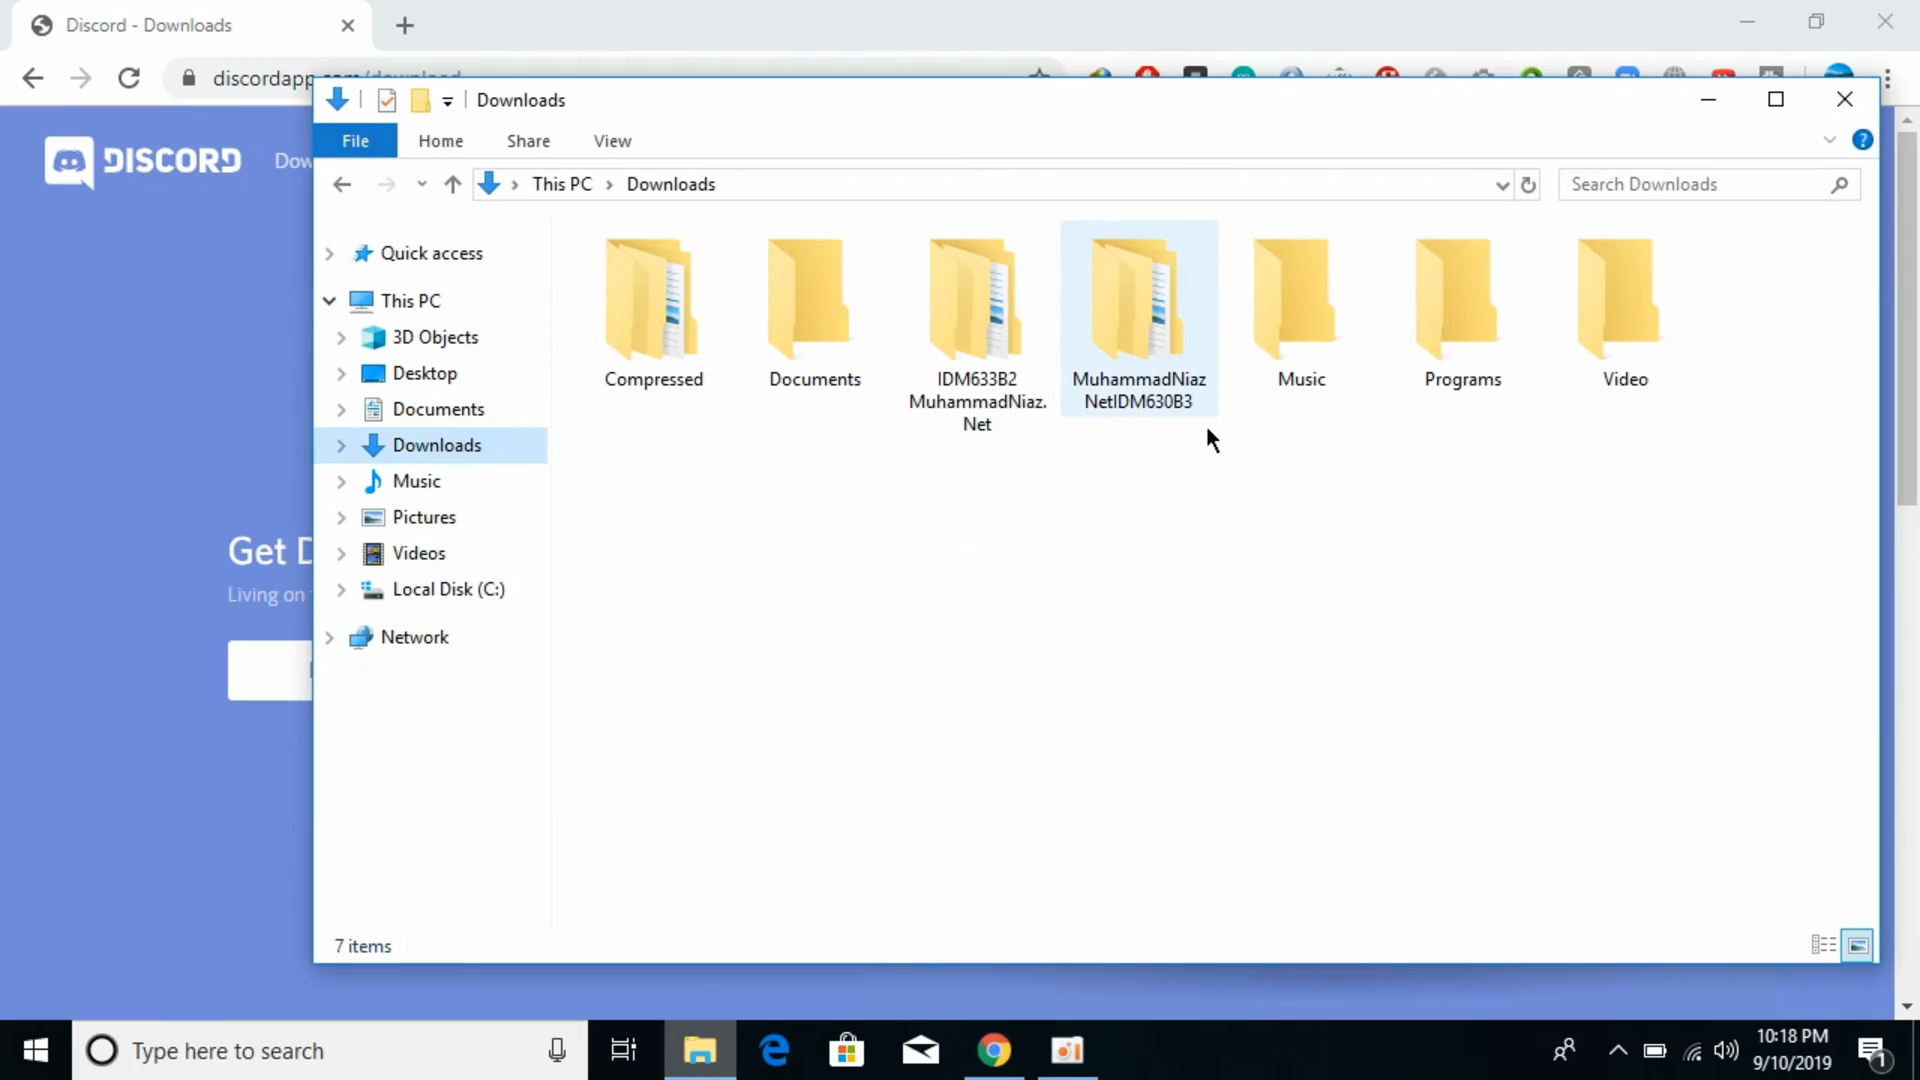 Discord - Downloads
discordapp.com/download
Downloads
File Home Share View
This PC Downloads
Search Downloads
DISCORD
Dow
Quick access
This PC
3D Objects
Desktop
Documents
Downloads
Music
Pictures
Videos
Local Disk (C:)
Network
Compressed
Documents
IDM633B2
MuhammadNiaz.
Net
MuhammadNiaz
NetIDM630B3
Music
Programs
Video
Get D
Living on
7 items
Type here to search
10:18 PM
9/10/2019
1